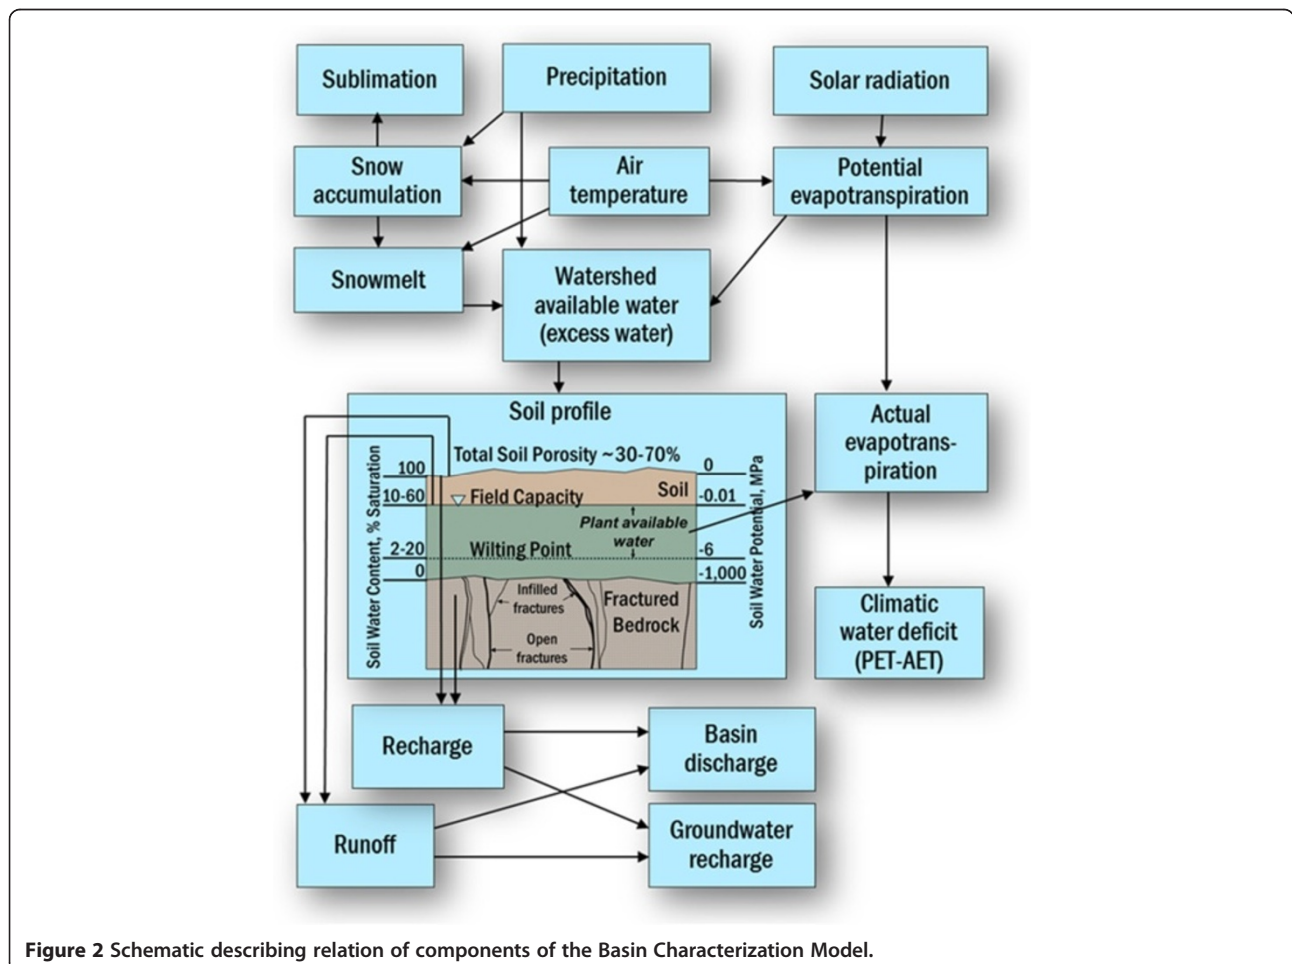 Sublimation
Precipitation
Solar radiation
Snow
accumulation
Air
temperature
Potential
evapotranspiration
Snowmelt
Watershed
available water
(excess water)
Soil profile
Total Soil Porosity ~30-70%
Soil Water Content, % Saturation
100
10-60
2-20
0
Field Capacity
Soil
Plant available
water
Wilting Point
Infilled
fractures
Fractured
Bedrock
Open
fractures
0
-0.01
-6
-1,000
Soil Water Potential, MPa
Actual
evapotrans-
piration
Climatic
water deficit
(PET-AET)
Recharge
Basin
discharge
Runoff
Groundwater
recharge
Figure 2 Schematic describing relation of components of the Basin Characterization Model.